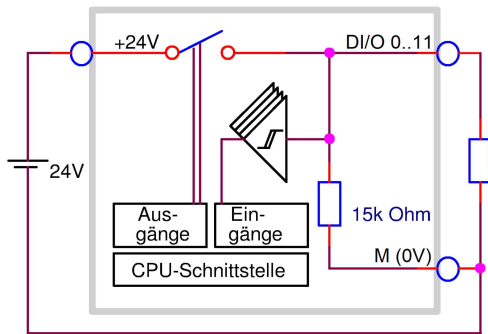 +24V
DI/O 0..11
24V
15k Ohm
Aus-
gänge
Ein-
gänge
M (0V)
CPU-Schnittstelle